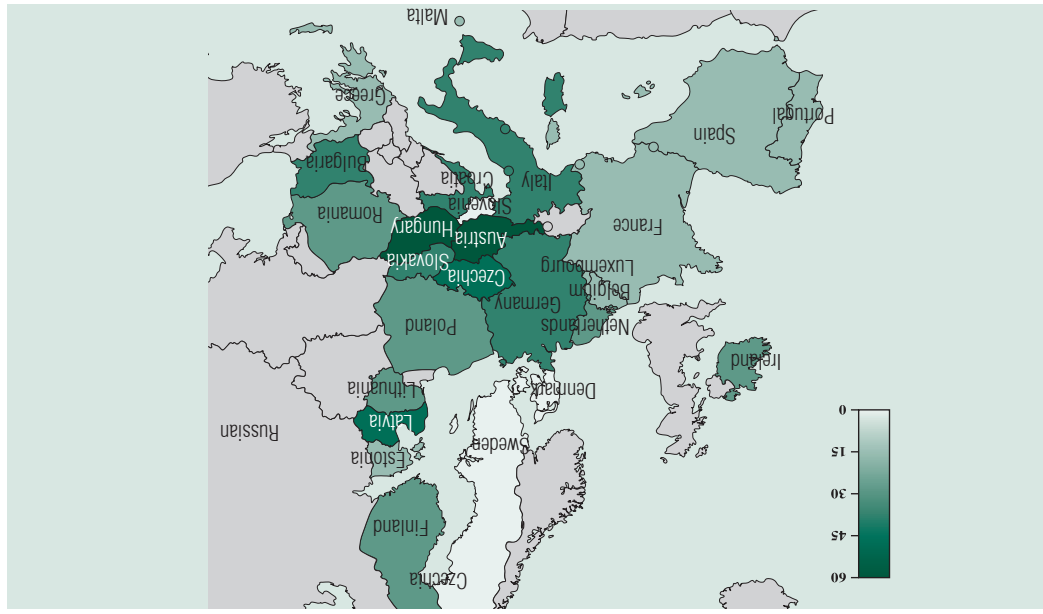 60
45
30
15
0
Czechia
Finland
Estonia
Sweden
Russian
Latvia
Denmark
Lithuania
Ireland
Netherlands
Poland
Germany
Belgium
Czechia
Luxembourg
Slovakia
Austria
Hungary
France
Romania
Slovenia
Italy
Croatia
Bulgaria
Spain
Portugal
Greece
Malta